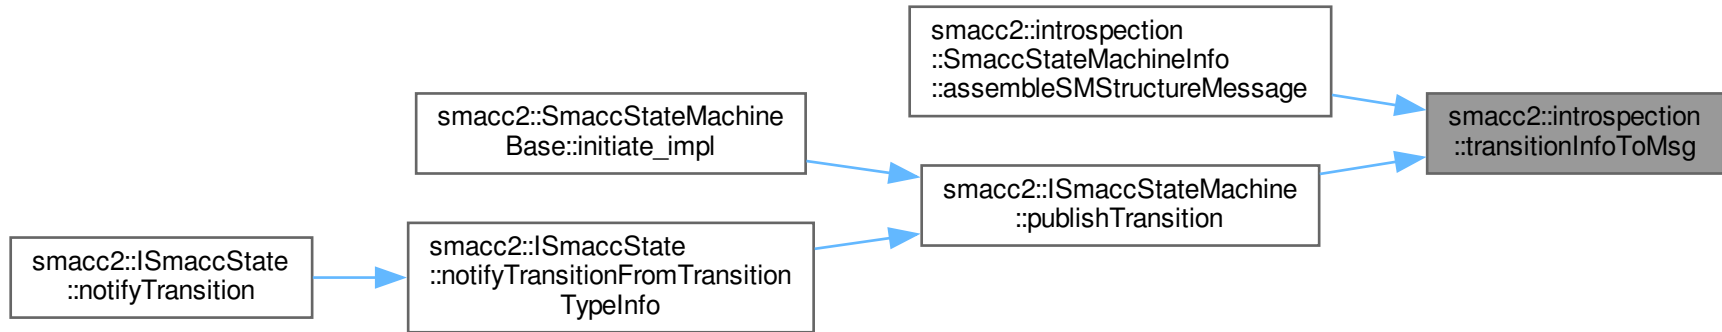 smacc2::introspection
::SmaccStateMachineInfo
::assembleSMStructureMessage
smacc2::introspection
::transitionInfoToMsg
smacc2::SmaccStateMachine
Base::initiate_impl
smacc2::ISmaccStateMachine
::publishTransition
smacc2::ISmaccState
::notifyTransitionFromTransition
TypeInfo
smacc2::ISmaccState
::notifyTransition